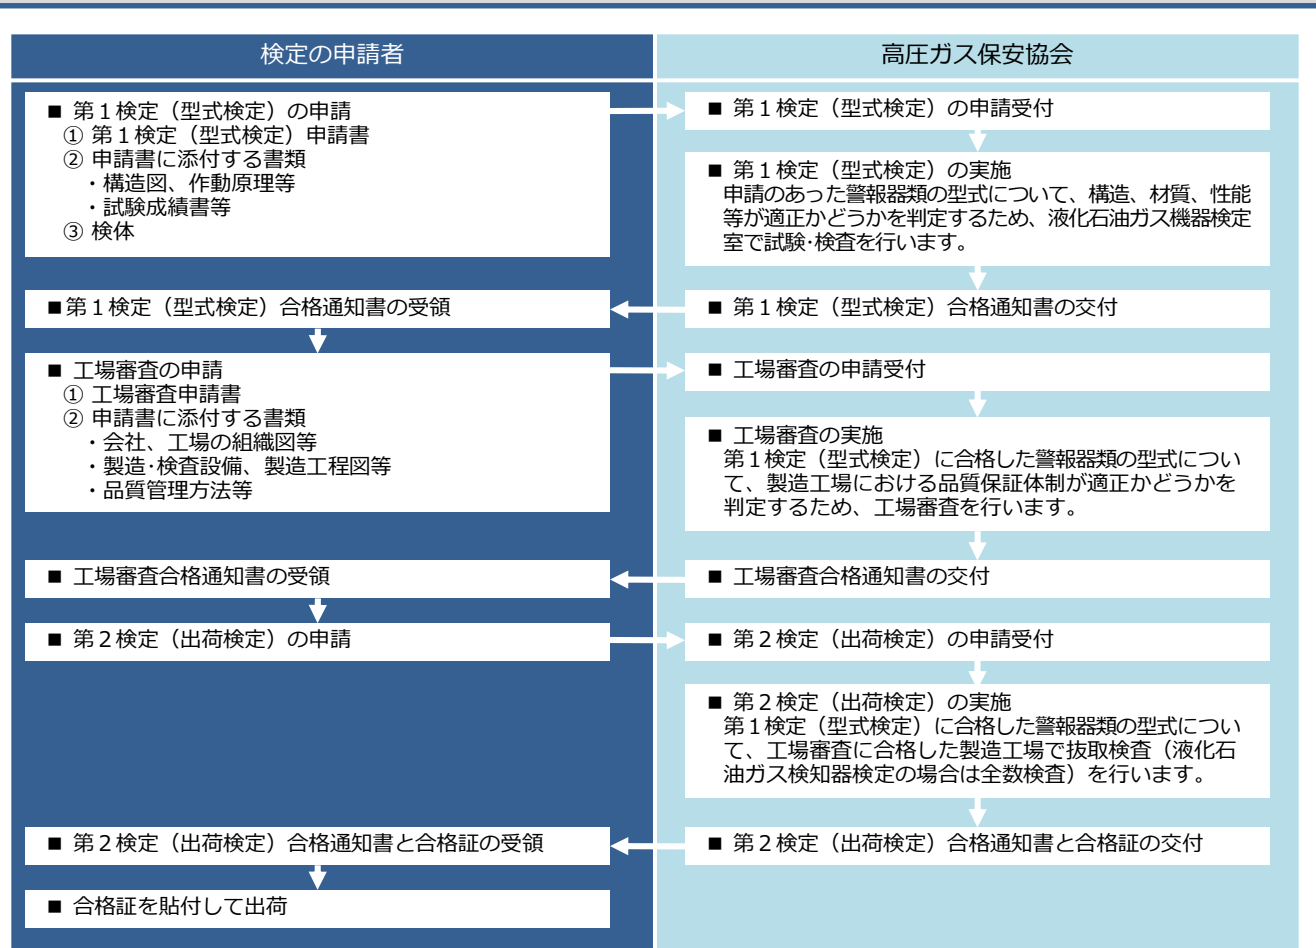 検定の申請者
高圧ガス保安協会
■ 第１検定（型式検定）の申請
① 第１検定（型式検定）申請書
② 申請書に添付する書類
・構造図、作動原理等
・試験成績書等
③ 検体
■ 第１検定（型式検定）の申請受付
■ 第１検定（型式検定）の実施
申請のあった警報器類の型式について、構造、材質、性能
等が適正かどうかを判定するため、液化石油ガス機器検定
室で試験･検査を行います。
■第１検定（型式検定）合格通知書の受領
■ 第１検定（型式検定）合格通知書の交付
■ 工場審査の申請
① 工場審査申請書
② 申請書に添付する書類
・会社、工場の組織図等
・製造･検査設備、製造工程図等
・品質管理方法等
■ 工場審査の申請受付
■ 工場審査の実施
第１検定（型式検定）に合格した警報器類の型式につい
て、製造工場における品質保証体制が適正かどうかを
判定するため、工場審査を行います。
■ 工場審査合格通知書の受領
■ 工場審査合格通知書の交付
■ 第２検定（出荷検定）の申請
■ 第２検定（出荷検定）の申請受付
■ 第２検定（出荷検定）の実施
第１検定（型式検定）に合格した警報器類の型式につい
て、工場審査に合格した製造工場で抜取検査（液化石
油ガス検知器検定の場合は全数検査）を行います。
■ 第２検定（出荷検定）合格通知書と合格証の受領
■ 第２検定（出荷検定）合格通知書と合格証の交付
■ 合格証を貼付して出荷